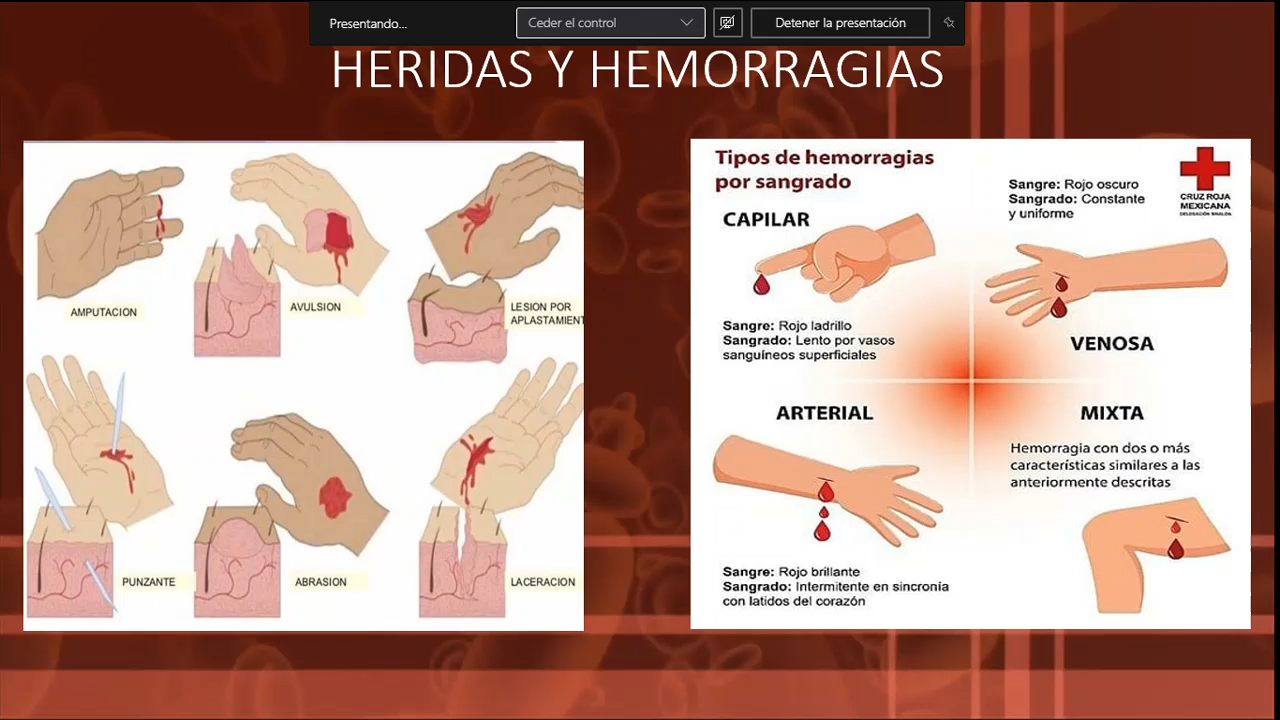 Presentando...
Ceder el control
Detener la presentación
HERIDAS Y HEMORRAGIAS
AMPUTACION
AVULSION
LESION POR
APLASTAMIENT
PUNZANTE
ABRASION
LACERACION
Tipos de hemorragias
por sangrado
CRUZ ROJA
MEXICANA
DELEGACIÓN SINALOA
CAPILAR
Sangre: Rojo ladrillo
Sangrado: Lento por vasos
sanguíneos superficiales
Sangre: Rojo oscuro
Sangrado: Constante
y uniforme
VENOSA
ARTERIAL
Sangre: Rojo brillante
Sangrado: Intermitente en sincronía
con latidos del corazón
MIXTA
Hemorragia con dos o más
características similares a las
anteriormente descritas